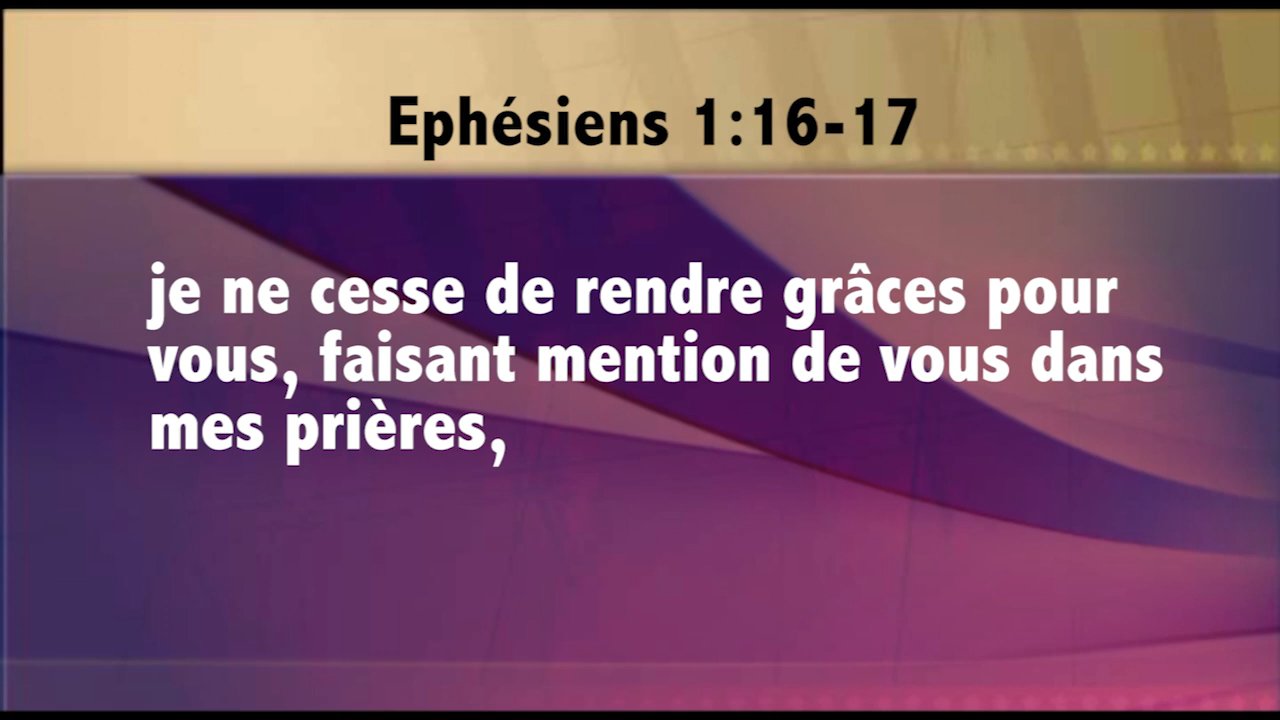 Ephésiens 1:16-17
je ne cesse de rendre grâces pour
vous, faisant mention de vous dans
mes prières,